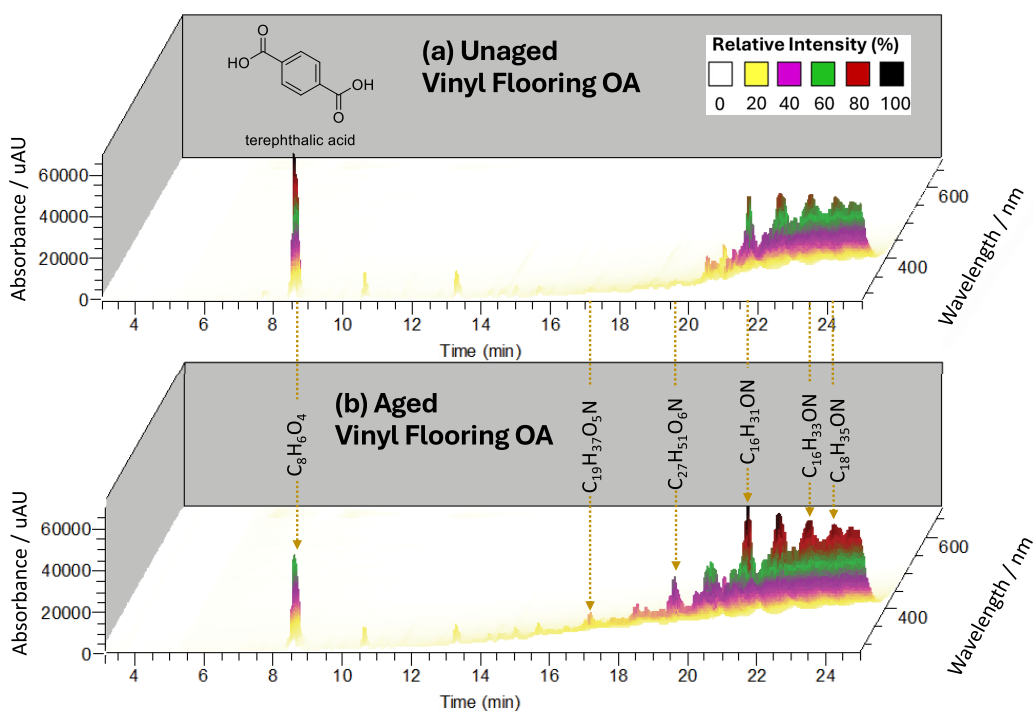 (a) Unaged
Vinyl Flooring OA
Relative Intensity (%)
0 20 40 60 80 100
O
HO
OH
O
terephthalic acid
Absorbance / uAU
60000
40000
20000
0
4 6 8 10 12 14 16 18 20 22 24
Time (min)
600
400
Wavelength / nm
(b) Aged
Vinyl Flooring OA
C₈H₆O₄
C₁₉H₃₇O₅N
C₂₇H₅₁O₆N
C₁₆H₃₁ON
C₁₆H₃₃ON
C₁₈H₃₅ON
Absorbance / uAU
60000
40000
20000
0
4 6 8 10 12 14 16 18 20 22 24
Time (min)
600
400
Wavelength / nm